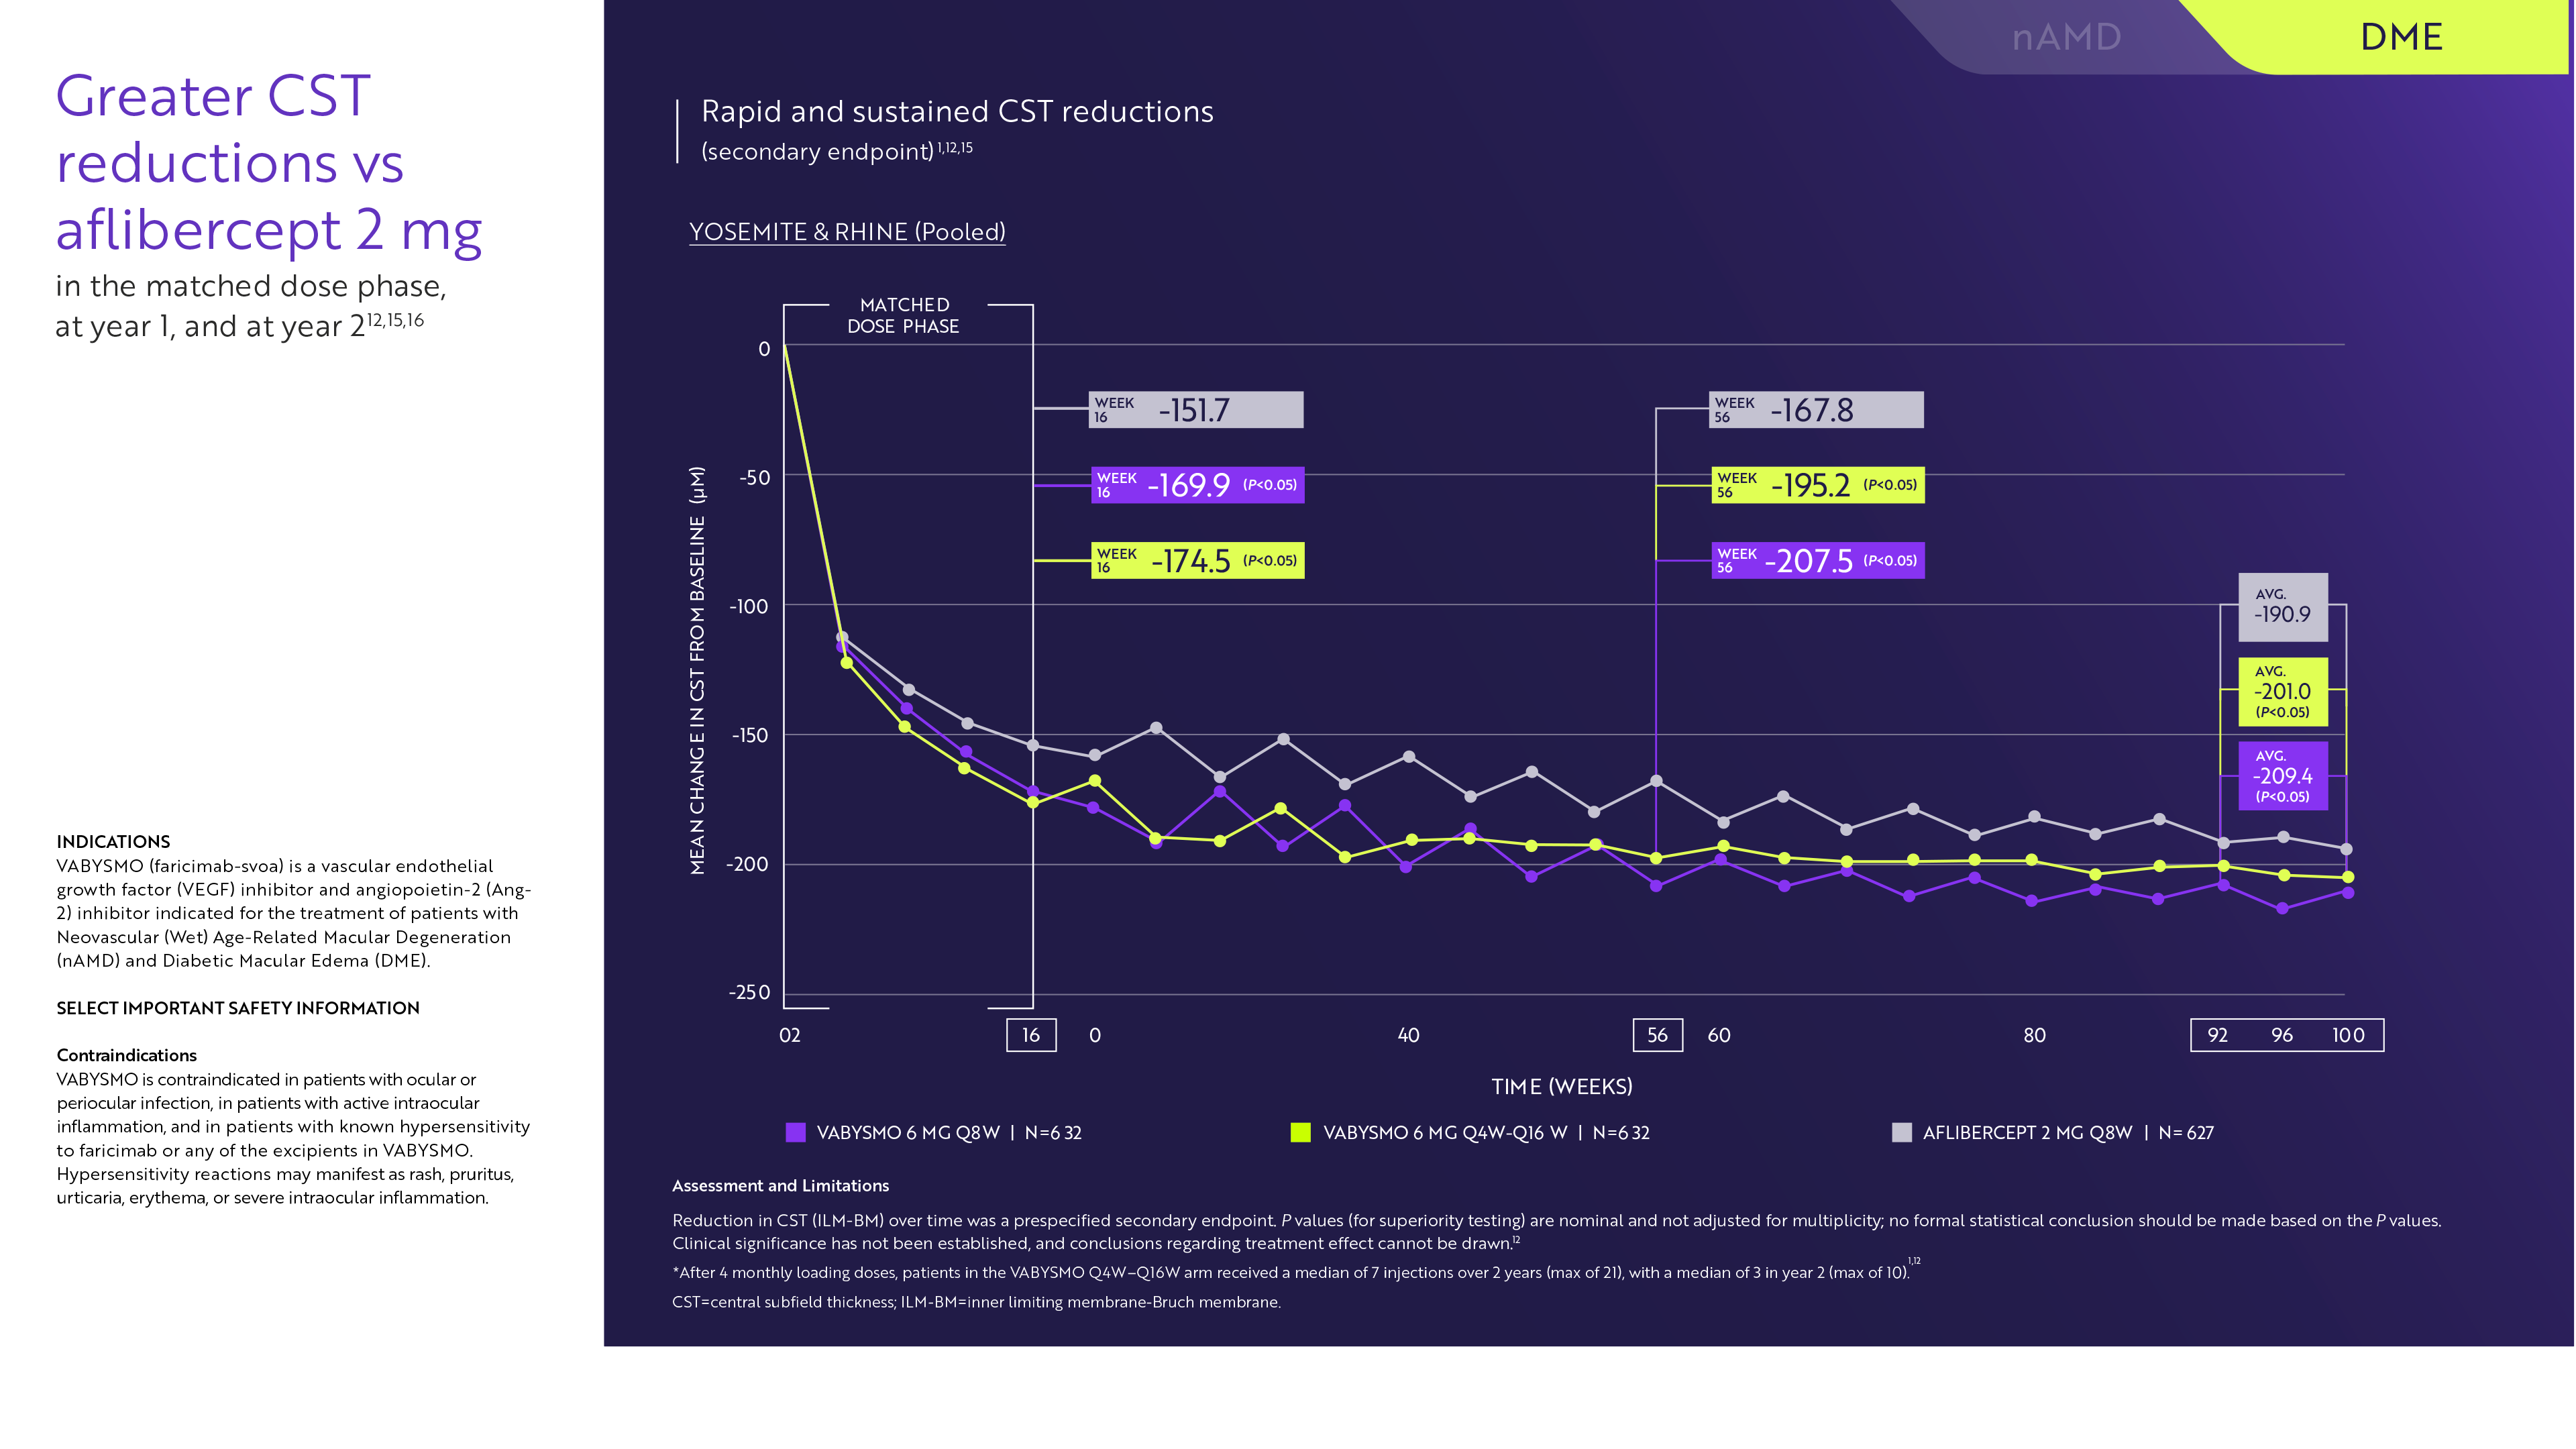 Greater CST
reductions vs
aflibercept 2 mg
in the matched dose phase,
at year 1, and at year 212,15,16
INDICATIONS
VABYSMO (faricimab-svoa) is a vascular endothelial
growth factor (VEGF) inhibitor and angiopoietin-2 (Ang-
2) inhibitor indicated for the treatment of patients with
Neovascular (Wet) Age-Related Macular Degeneration
(nAMD) and Diabetic Macular Edema (DME).
SELECT IMPORTANT SAFETY INFORMATION
Contraindications
VABYSMO is contraindicated in patients with ocular or
periocular infection, in patients with active intraocular
inflammation, and in patients with known hypersensitivity
to faricimab or any of the excipients in VABYSMO.
Hypersensitivity reactions may manifest as rash, pruritus,
urticaria, erythema, or severe intraocular inflammation.
nAMD
DME
Rapid and sustained CST reductions
(secondary endpoint) 1,12,15
YOSEMITE & RHINE (Pooled)
MATCHED
DOSE PHASE
MEAN CHANGE IN CST FROM BASELINE (µM)
0
-50
-100
-150
-200
-250
WEEK 16 -151.7
WEEK 16 -169.9 (P<0.05)
WEEK 16 -174.5 (P<0.05)
WEEK 56 -167.8
WEEK 56 -195.2 (P<0.05)
WEEK 56 -207.5 (P<0.05)
AVG.
-190.9
AVG.
-201.0
(P<0.05)
AVG.
-209.4
(P<0.05)
02 16 0 40 56 60 80 92 96 100
TIME (WEEKS)
VABYSMO 6 MG Q8W | N=6 32
VABYSMO 6 MG Q4W-Q16 W | N=6 32
AFLIBERCEPT 2 MG Q8W | N= 627
Assessment and Limitations
Reduction in CST (ILM-BM) over time was a prespecified secondary endpoint. P values (for superiority testing) are nominal and not adjusted for multiplicity; no formal statistical conclusion should be made based on the P values.
Clinical significance has not been established, and conclusions regarding treatment effect cannot be drawn.12
*After 4 monthly loading doses, patients in the VABYSMO Q4W–Q16W arm received a median of 7 injections over 2 years (max of 21), with a median of 3 in year 2 (max of 10).1,12
CST=central subfield thickness; ILM-BM=inner limiting membrane-Bruch membrane.